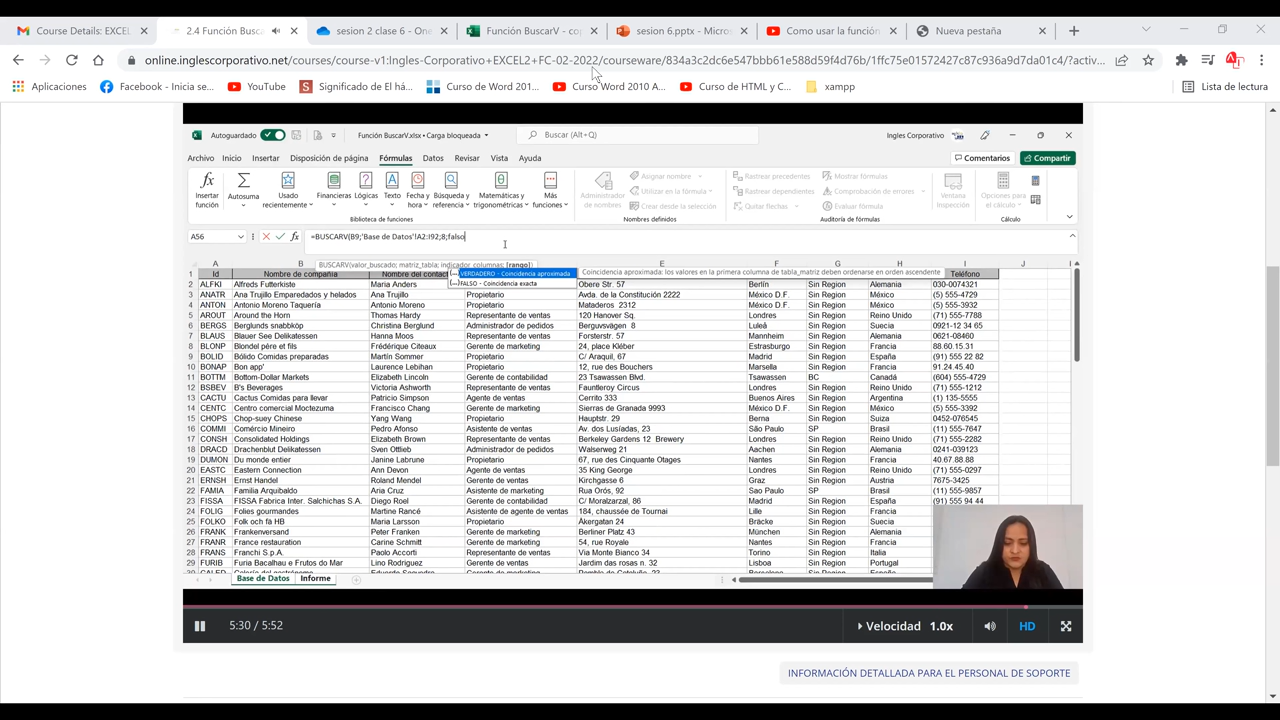 Course Details: EXCEL
2.4 Función Busca
sesion 2 clase 6 - One
Función BuscarV - co
sesion 6.pptx - Micros
Como usar la función
Nueva pestaña
online.inglescorporativo.net/courses/course-v1:Ingles-Corporativo+EXCEL2+C-02-2022/courseware/834a3c2dc6e547bbb61e588d59f4d76b/1ffc75e01572427c87c936a9d7da01c4/?activ...
Aplicaciones
Facebook - Inicia se...
YouTube
Significado de El há...
Curso de Word 201...
Curso Word 2010 A...
Curso de HTML y C...
xampp
Lista de lectura
Autoguardado
Función BuscarV.xlsx • Carga bloqueada
Buscar (Alt+Q)
Ingles Corporativo
Archivo Inicio Insertar Disposición de página Fórmulas Datos Revisar Vista Ayuda
Comentarios
Compartir
Insertar función
Autosuma
Usado recientemente
Financieras
Lógicas
Texto
Fecha y hora
Búsqueda y referencia
Matemáticas y trigonométricas
Más funciones
Biblioteca de funciones
Administrador de nombres
Asignar nombre
Utilizar en la fórmula
Crear desde la selección
Nombres definidos
Rastrear precedentes
Rastrear dependientes
Quitar flechas
Mostrar fórmulas
Comprobación de errores
Evaluar fórmula
Ventana Inspección
Opciones para el
Cálculo
A56
=BUSCARV(B9;'Base de Datos'!A2:I92;8;falso
BUSCARV(valor_buscado; matriz_tabla; indicador_columnas; [rango])
A B E F G H I J K
VERDADERO - Coincidencia aproximada
FALSO - Coincidencia exacta
Coincidencia aproximada: los valores en la primera columna de tabla_matriz deben ordenarse en orden ascendente
1 Id Nombre de compañía Nombre del contact Teléfono
2 ALFKI Alfreds Futterkiste Maria Anders Obere Str. 57 Berlín Sin Region Alemania 030-0074321
3 ANATR Ana Trujillo Emparedados y helados Ana Trujillo Propietario Avda. de la Constitución 2222 México D.F. Sin Region México (5) 555-4729
4 ANTON Antonio Moreno Taquería Antonio Moreno Propietario Mataderos 2312 México D.F. Sin Region México (5) 555-3932
5 AROUT Around the Horn Thomas Hardy Representante de ventas 120 Hanover Sq. Londres Sin Region Reino Unido (71) 555-7788
6 BERGS Berglunds snabbköp Christina Berglund Administrador de pedidos Berguvsvägen 8 Luleå Sin Region Suecia 0921-12 34 65
7 BLAUS Blauer See Delikatessen Hanna Moos Representante de ventas Forsterstr. 57 Mannheim Sin Region Alemania 0621-08460
8 BLONP Blondel père et fils Frédérique Citeaux Gerente de marketing 24, place Kléber Estrasburgo Sin Region Francia 88.60.15.31
9 BOLID Bólido Comidas preparadas Martín Sommer Propietario C/ Araquil, 67 Madrid Sin Region España (91) 555 22 82
10 BONAP Bon app' Laurence Lebihan Propietario 12, rue des Bouchers Marsella Sin Region Francia 91.24.45.40
11 BOTTM Bottom-Dollar Markets Elizabeth Lincoln Gerente de contabilidad 23 Tsawassen Blvd. Tsawassen BC Canadá (604) 555-4729
12 BSBEV B's Beverages Victoria Ashworth Representante de ventas Fauntleroy Circus Londres Sin Region Reino Unido (71) 555-1212
13 CACTU Cactus Comidas para llevar Patricio Simpson Agente de ventas Cerrito 333 Buenos Aires Sin Region Argentina (1) 135-5555
14 CENTC Centro comercial Moctezuma Francisco Chang Gerente de marketing Sierras de Granada 9993 México D.F. Sin Region México (5) 555-3392
15 CHOPS Chop-suey Chinese Yang Wang Propietario Hauptstr. 29 Berna Sin Region Suiza 0452-076545
16 COMMI Comércio Mineiro Pedro Afonso Asistente de ventas Av. dos Lusíadas, 23 São Paulo SP Brasil (11) 555-7647
17 CONSH Consolidated Holdings Elizabeth Brown Representante de ventas Berkeley Gardens 12 Brewery Londres Sin Region Reino Unido (71) 555-2282
18 DRACD Drachenblut Delikatessen Sven Ottlieb Administrador de pedidos Walserweg 21 Aachen Sin Region Alemania 0241-039123
19 DUMON Du monde entier Janine Labrune Propietario 67, rue des Cinquante Otages Nantes Sin Region Francia 40.67.88.88
20 EASTC Eastern Connection Ann Devon Agente de ventas 35 King George Londres Sin Region Reino Unido (71) 555-0297
21 ERNSH Ernst Handel Roland Mendel Gerente de ventas Kirchgasse 6 Graz Sin Region Austria 7675-3425
22 FAMIA Familia Arquibaldo Aria Cruz Asistente de marketing Rua Orós, 92 Sao Paulo SP Brasil (11) 555-9857
23 FISSA FISSA Fabrica Inter. Salchichas S.A. Diego Roel Gerente de contabilidad C/ Moralzarzal, 86 Madrid Sin Region España (91) 555 94 44
24 FOLIG Folies gourmandes Martine Rancé Asistente de agente de ventas 184, chaussée de Tournai Lille Sin Region Francia
25 FOLKO Folk och fä HB Maria Larsson Propietario Åkergatan 24 Bräcke Sin Region Suecia
26 FRANK Frankenversand Peter Franken Gerente de marketing Berliner Platz 43 Munich Sin Region Alemania
27 FRANR France restauration Carine Schmitt Gerente de marketing 54, rue Royale Nantes Sin Region Francia
28 FRANS Franchi S.p.A. Paolo Accorti Representante de ventas Via Monte Bianco 34 Torino Sin Region Italia
29 FURIB Furia Bacalhau e Frutos do Mar Lino Rodriguez Gerente de ventas Jardim das rosas n. 32 Lisboa Sin Region Portugal
Base de Datos Informe
5:30 / 5:52
Velocidad 1.0x
HD
INFORMACIÓN DETALLADA PARA EL PERSONAL DE SOPORTE